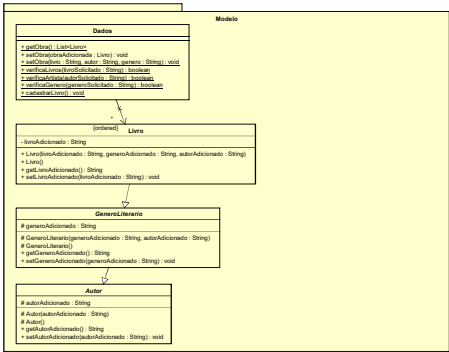 Modelo
Dados
+ getObra() : List<Livro>
+ setObra(obraAdicionada : Livro) : void
+ setObra(livro : String, autor : String, genero : String) : void
+ verificaLivros(livroSolicitado : String) : boolean
+ verificaArtista(autorSolicitado : String) : boolean
+ verificaGenero(generoSolicitado : String) : boolean
+ cadastrarLivro() : void
*
{ordered}
Livro
- livroAdicionado : String
+ Livro(livroAdicionado : String, generoAdicionado : String, autorAdicionado : String)
+ Livro()
+ getLivroAdicionado() : String
+ setLivroAdicionado(livroAdicionado : String) : void
GeneroLiterario
# generoAdicionado : String
# GeneroLiterario(generoAdicionado : String, autorAdicionado : String)
# GeneroLiterario()
+ getGeneroAdicionado() : String
+ setGeneroAdicionado(generoAdicionado : String) : void
Autor
# autorAdicionado : String
# Autor(autorAdicionado : String)
# Autor()
+ getAutorAdicionado() : String
+ setAutorAdicionado(autorAdicionado : String) : void